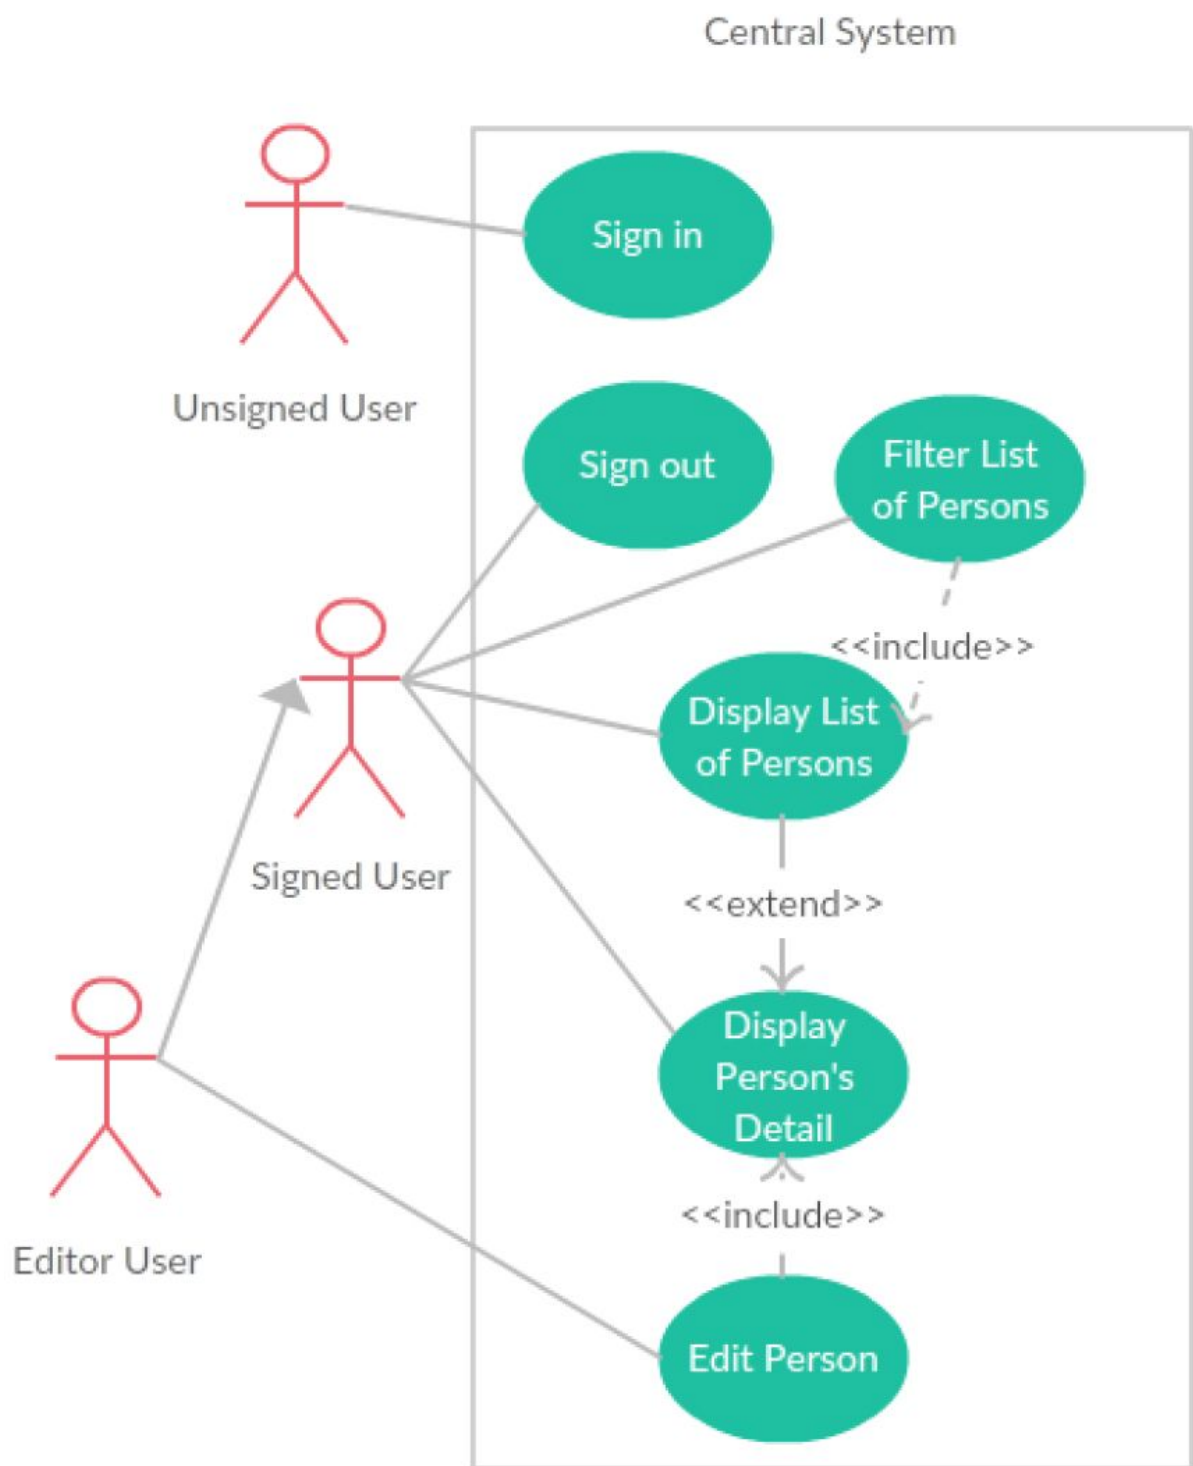 Central System
Sign in
Unsigned User
Sign out
Filter List
of Persons
<<include>>
Display List
of Persons
Signed User
<<extend>>
Display
Person's
Detail
<<include>>
Editor User
Edit Person